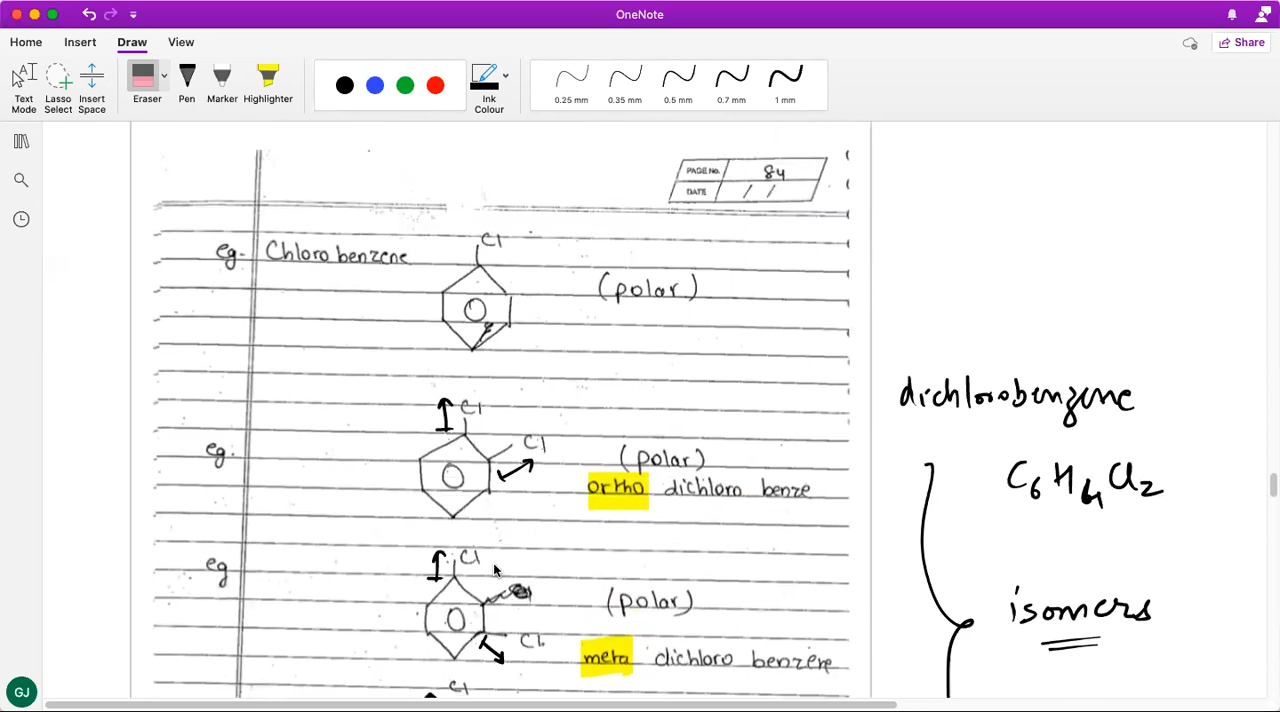 OneNote
Home Insert Draw View
Share
Text Mode
Lasso Select
Insert Space
Eraser
Pen
Marker
Highlighter
Ink Colour
0.25 mm
0.35 mm
0.5 mm
0.7 mm
1 mm
PAGE No. 84
DATE / /
Cl
eg- Chloro benzene
(polar)
dichlorobenzene
Cl
Cl
eg.
(polar)
ortho dichloro benze
C6H4Cl2
Cl
eg
(polar)
isomers
Cl
meta dichloro benzene
Cl
GJ